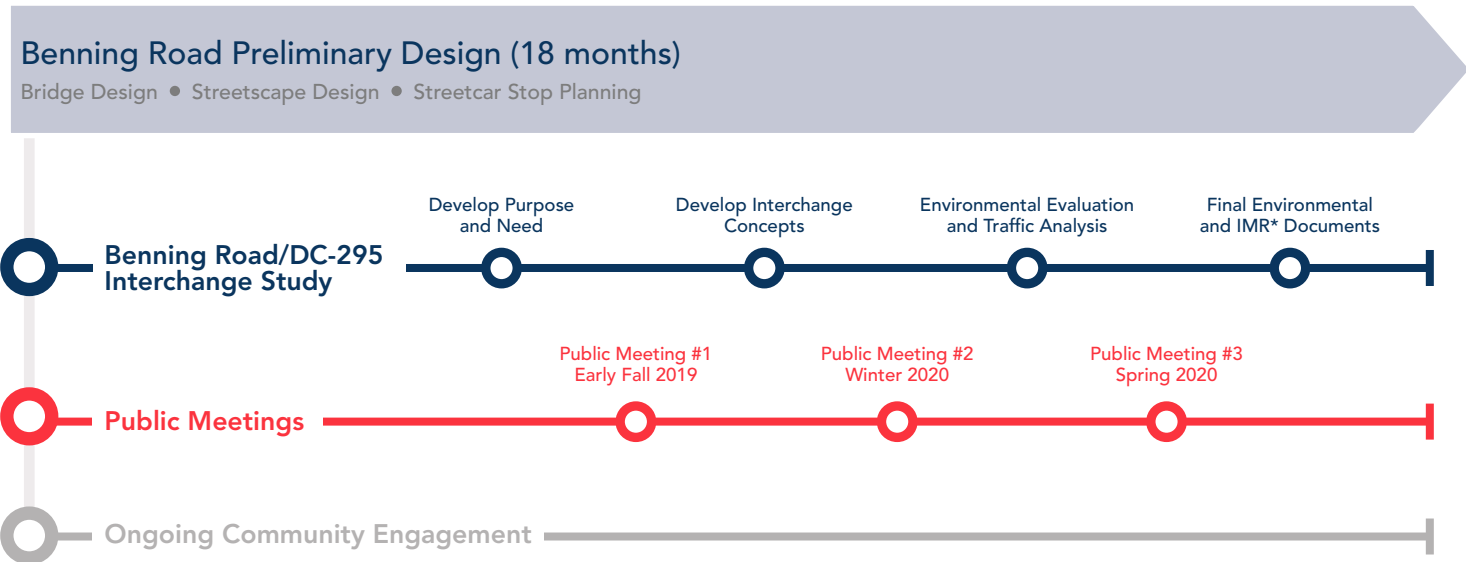 Benning Road Preliminary Design (18 months)
Bridge Design • Streetscape Design • Streetcar Stop Planning
Benning Road/DC-295
Interchange Study
Develop Purpose
and Need
Develop Interchange
Concepts
Environmental Evaluation
and Traffic Analysis
Final Environmental
and IMR* Documents
Public Meetings
Public Meeting #1
Early Fall 2019
Public Meeting #2
Winter 2020
Public Meeting #3
Spring 2020
Ongoing Community Engagement